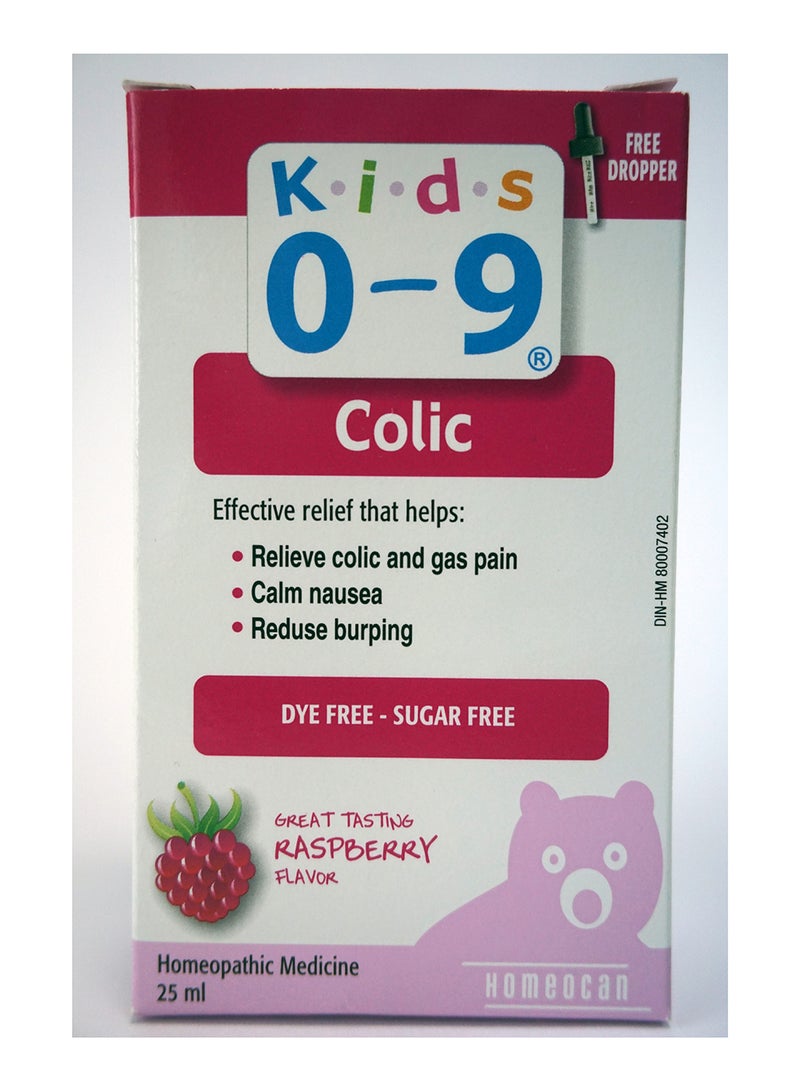 FREE
DROPPER
K·i·d·s
0-9®
Colic
Effective relief that helps:
• Relieve colic and gas pain
• Calm nausea
• Reduse burping
DIN-HM 80007402
DYE FREE - SUGAR FREE
GREAT TASTING
RASPBERRY
FLAVOR
Homeopathic Medicine
25 ml
HOMEOCAN